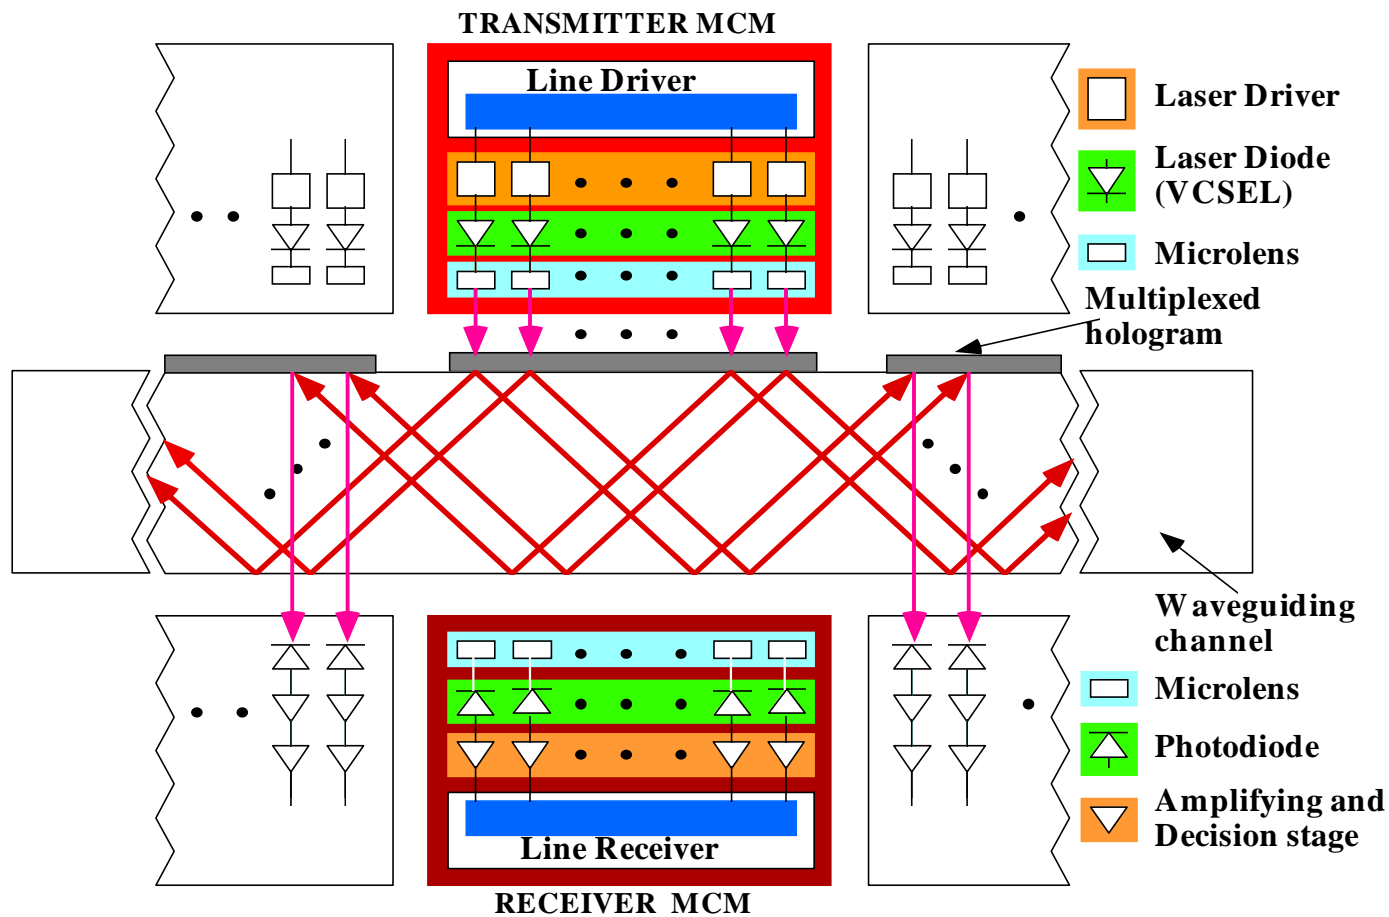 TRANSMITTER MCM
Line Driver
Laser Driver
Laser Diode
(VCSEL)
Microlens
Multiplexed
hologram
Waveguiding
channel
Microlens
Photodiode
Amplifying and
Decision stage
Line Receiver
RECEIVER MCM